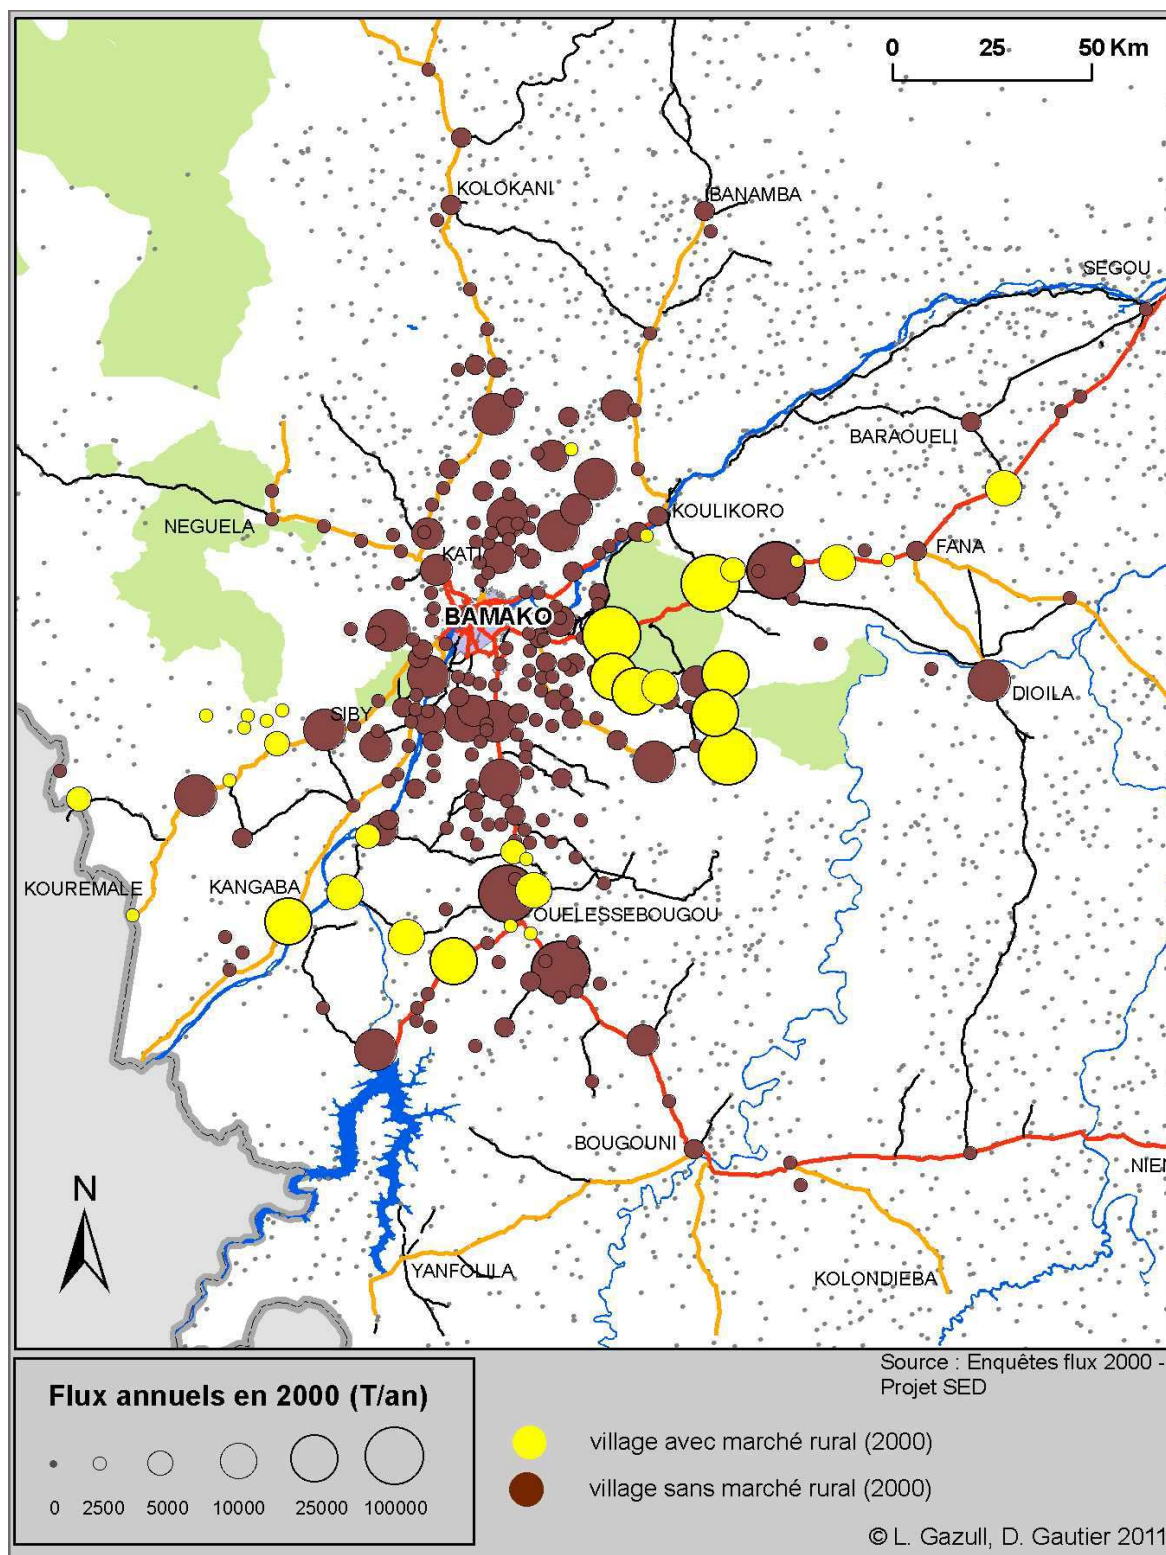 0 25 50 Km
KOLOKANI
BANAMBA
SEGOU
BARAOUELI
KOULIKORO
NEGUELA
FANA
KATI
BAMAKO
DIOILA
SIBY
KOUREMALE
KANGABA
OUELESSEBOUGOU
BOUGOUNI
NIEN
N
YANFOLILA
KOLONDIEBA
Source : Enquêtes flux 2000 -
Projet SED
Flux annuels en 2000 (T/an)
0 2500 5000 10000 25000 100000
village avec marché rural (2000)
village sans marché rural (2000)
© L. Gazull, D. Gautier 2011